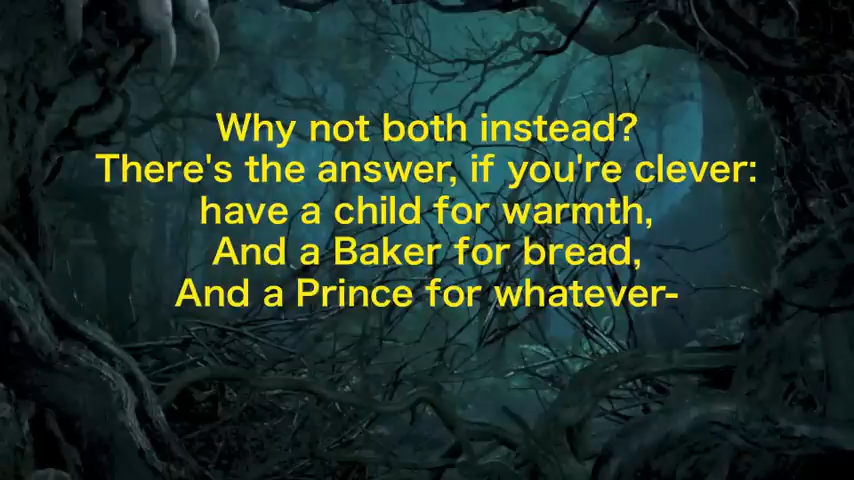 Why not both instead?
There's the answer, if you're clever:
have a child for warmth,
And a Baker for bread,
And a Prince for whatever-